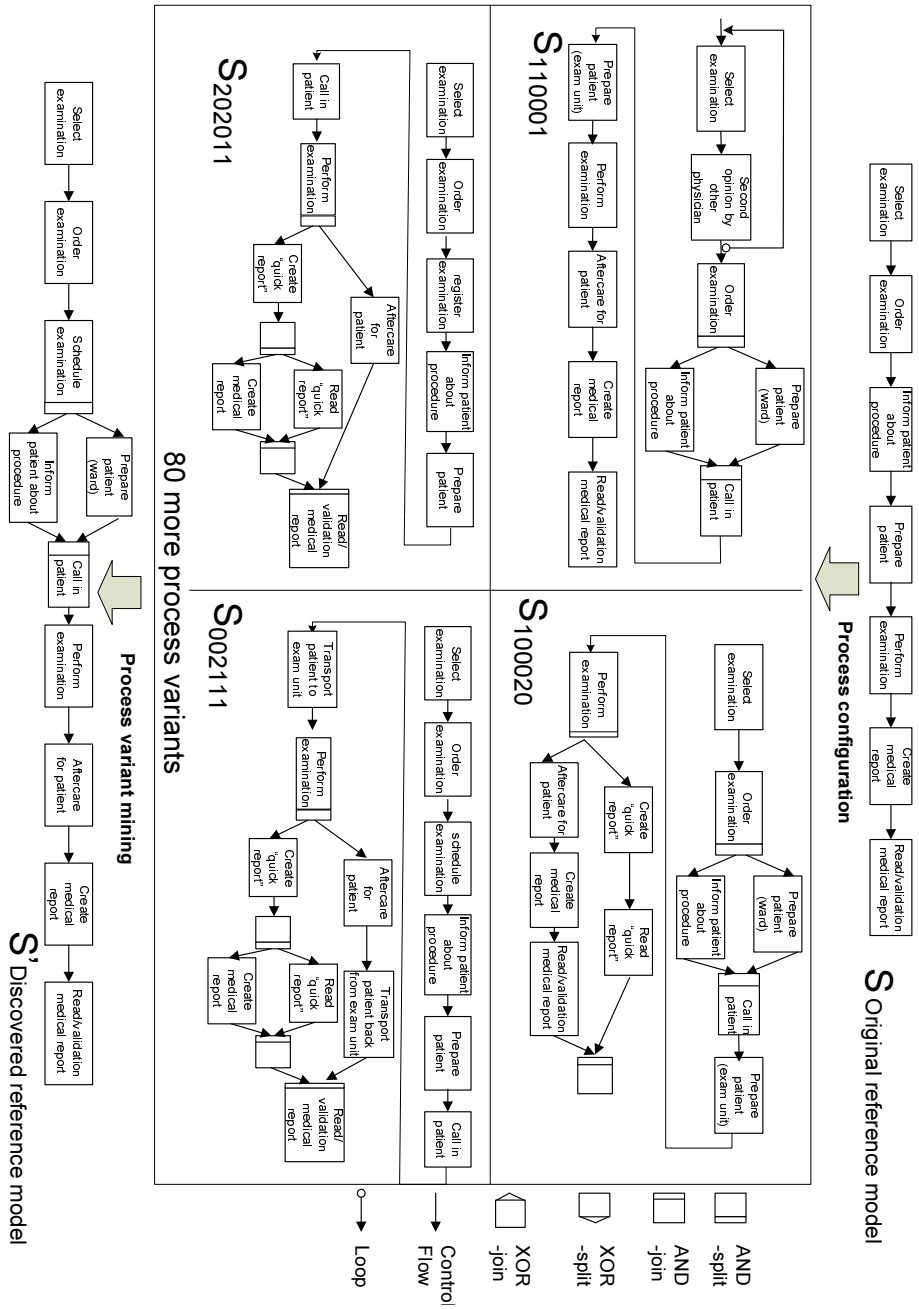 Select
examination
Order
examination
Inform patient
about
procedure
Prepare
patient
Perform
examination
Create
medical
report
Read/validation
medical report
S Original reference model
Process configuration
Select
examination
Second
opinion by
other
physician
Order
examination
Prepare
patient
(ward)
Inform patient
about
procedure
Call in
patient
Prepare
patient
(exam unit)
Perform
examination
Aftercare for
patient
Create
medical
report
Read/validation
medical report
S110001
Select
examination
Order
examination
Prepare
patient
(ward)
Inform patient
about
procedure
Call in
patient
Prepare
patient
(exam unit)
Perform
examination
Create
“quick
report”
Read
“quick
report”
Aftercare for
patient
Create
medical
report
Read/validation
medical report
S100020
Select
examination
Order
examination
register
examination
Inform patient
about
procedure
Prepare
patient
Call in
patient
Perform
examination
Aftercare for
patient
Create
“quick
report”
Read
“quick
report”
Create
medical
report
Read/
validation
medical
report
S202011
Select
examination
Order
examination
schedule
examination
Inform patient
about
procedure
Prepare
patient
Call in
patient
Transport
patient to
exam unit
Perform
examination
Aftercare
for
patient
Transport
patient back
from exam unit
Create
“quick
report”
Read
“quick
report”
Create
medical
report
Read/
validation
medical
report
S002111
80 more process variants
AND
-split
AND
-join
XOR
-split
XOR
-join
Control
Flow
Loop
Process variant mining
Select
examination
Order
examination
Schedule
examination
Prepare
patient
(ward)
Inform
patient about
procedure
Call in
patient
Perform
examination
Aftercare
for patient
Create
medical
report
Read/validation
medical report
S' Discovered reference model